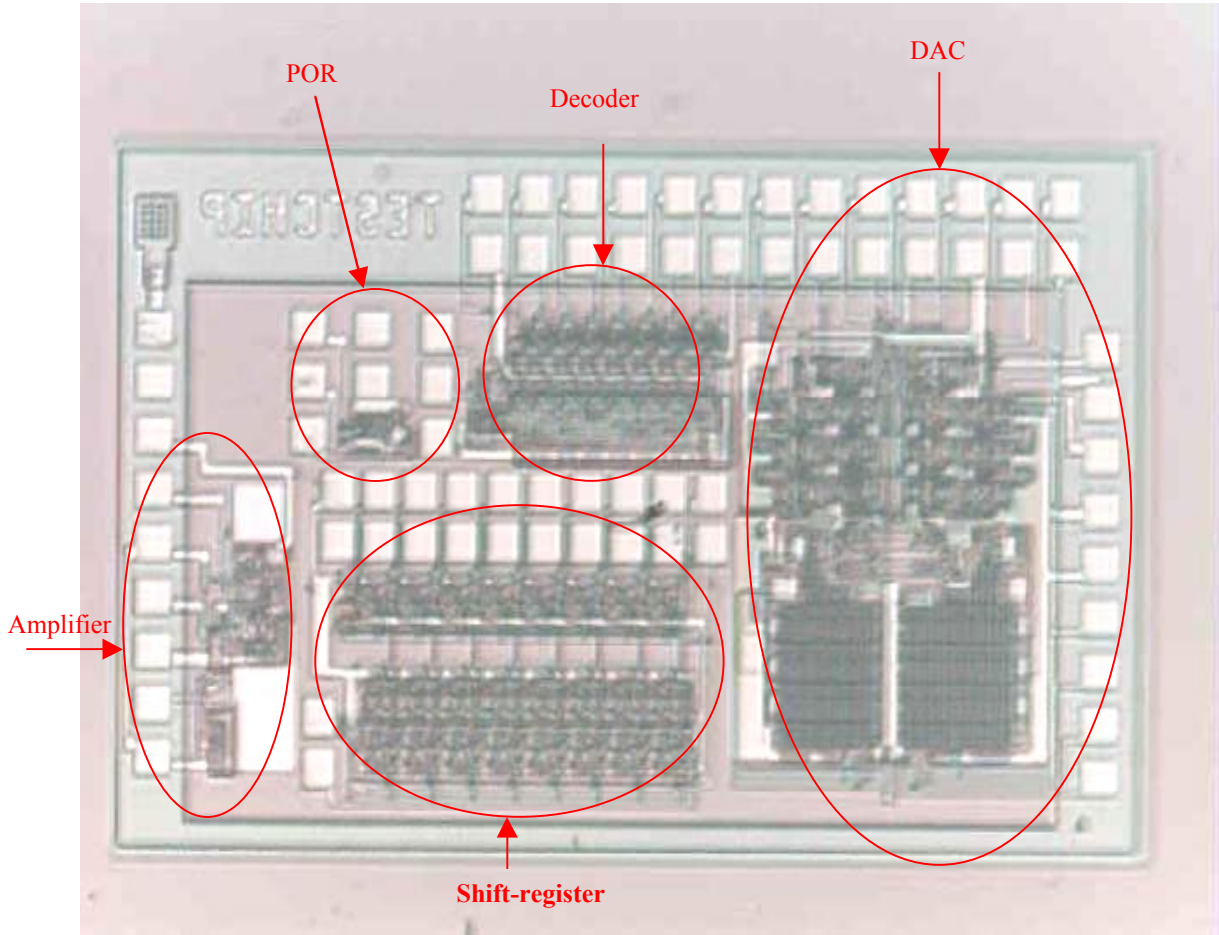 DAC
POR
Decoder
TESTCHIP
Amplifier
Shift-register